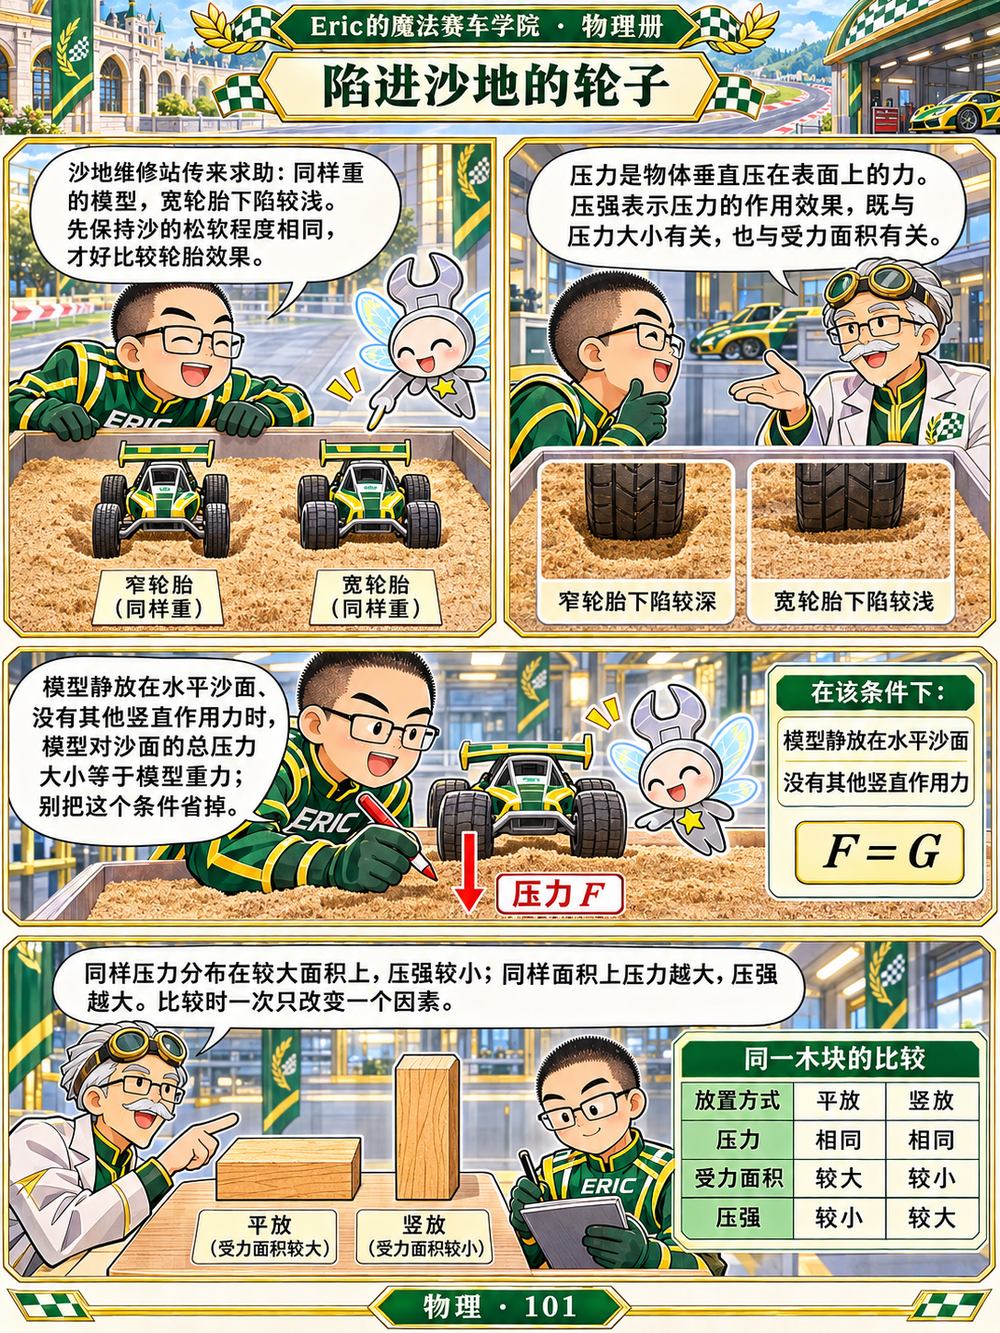 Eric的魔法赛车学院 · 物理册
陷进沙地的轮子
沙地维修站传来求助：同样重
的模型，宽轮胎下陷较浅。
先保持沙的松软程度相同，
才好比较轮胎效果。
ERIC
窄轮胎
（同样重）
宽轮胎
（同样重）
压力是物体垂直压在表面上的力。
压强表示压力的作用效果，既与
压力大小有关，也与受力面积有关。
窄轮胎下陷较深
宽轮胎下陷较浅
模型静放在水平沙面、
没有其他竖直作用力时，
模型对沙面的总压力
大小等于模型重力；
别把这个条件省掉。
ERIC
压力 F
在该条件下：
模型静放在水平沙面
没有其他竖直作用力
F = G
同样压力分布在较大面积上，压强较小；同样面积上压力越大，压强
越大。比较时一次只改变一个因素。
平放
（受力面积较大）
竖放
（受力面积较小）
ERIC
同一木块的比较
放置方式 平放 竖放
压力 相同 相同
受力面积 较大 较小
压强 较小 较大
物理 · 101